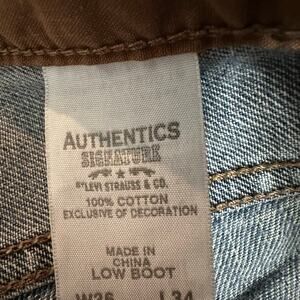 AUTHENTICS
SIGNATURE
BY LEVI STRAUSS & CO.
100% COTTON
EXCLUSIVE OF DECORATION
MADE IN
CHINA
LOW BOOT
W36 L34